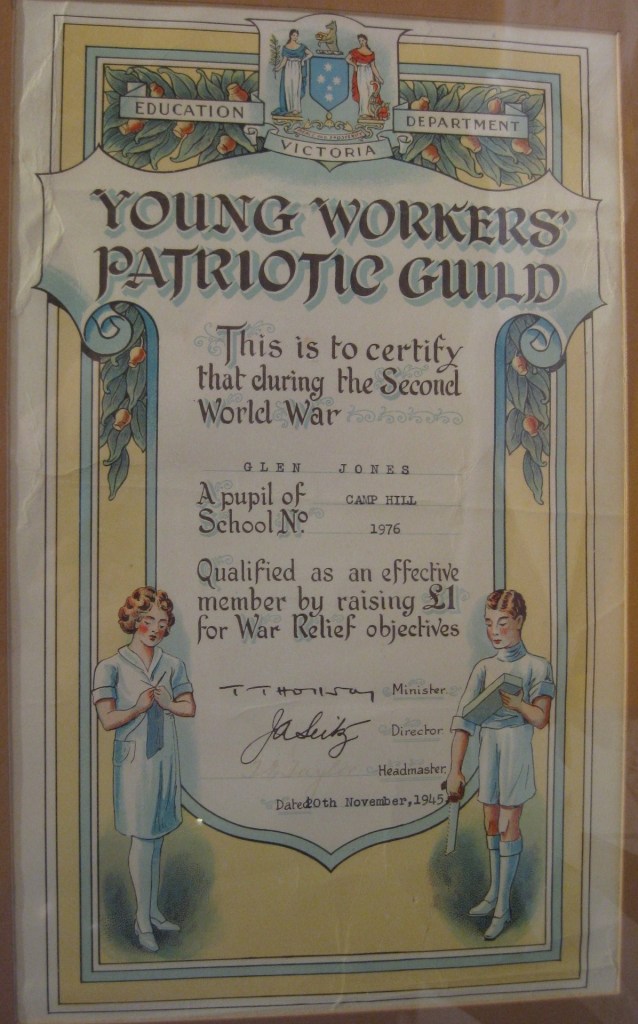 EDUCATION DEPARTMENT
VICTORIA
YOUNG WORKERS'
PATRIOTIC GUILD
This is to certify
that during the Second
World War
GLEN JONES
A pupil of CAMP HILL
School No. 1976
Qualified as an effective
member by raising £1
for War Relief objectives
Minister.
J A Seitz Director.
Headmaster.
Dated 20th November, 1945.